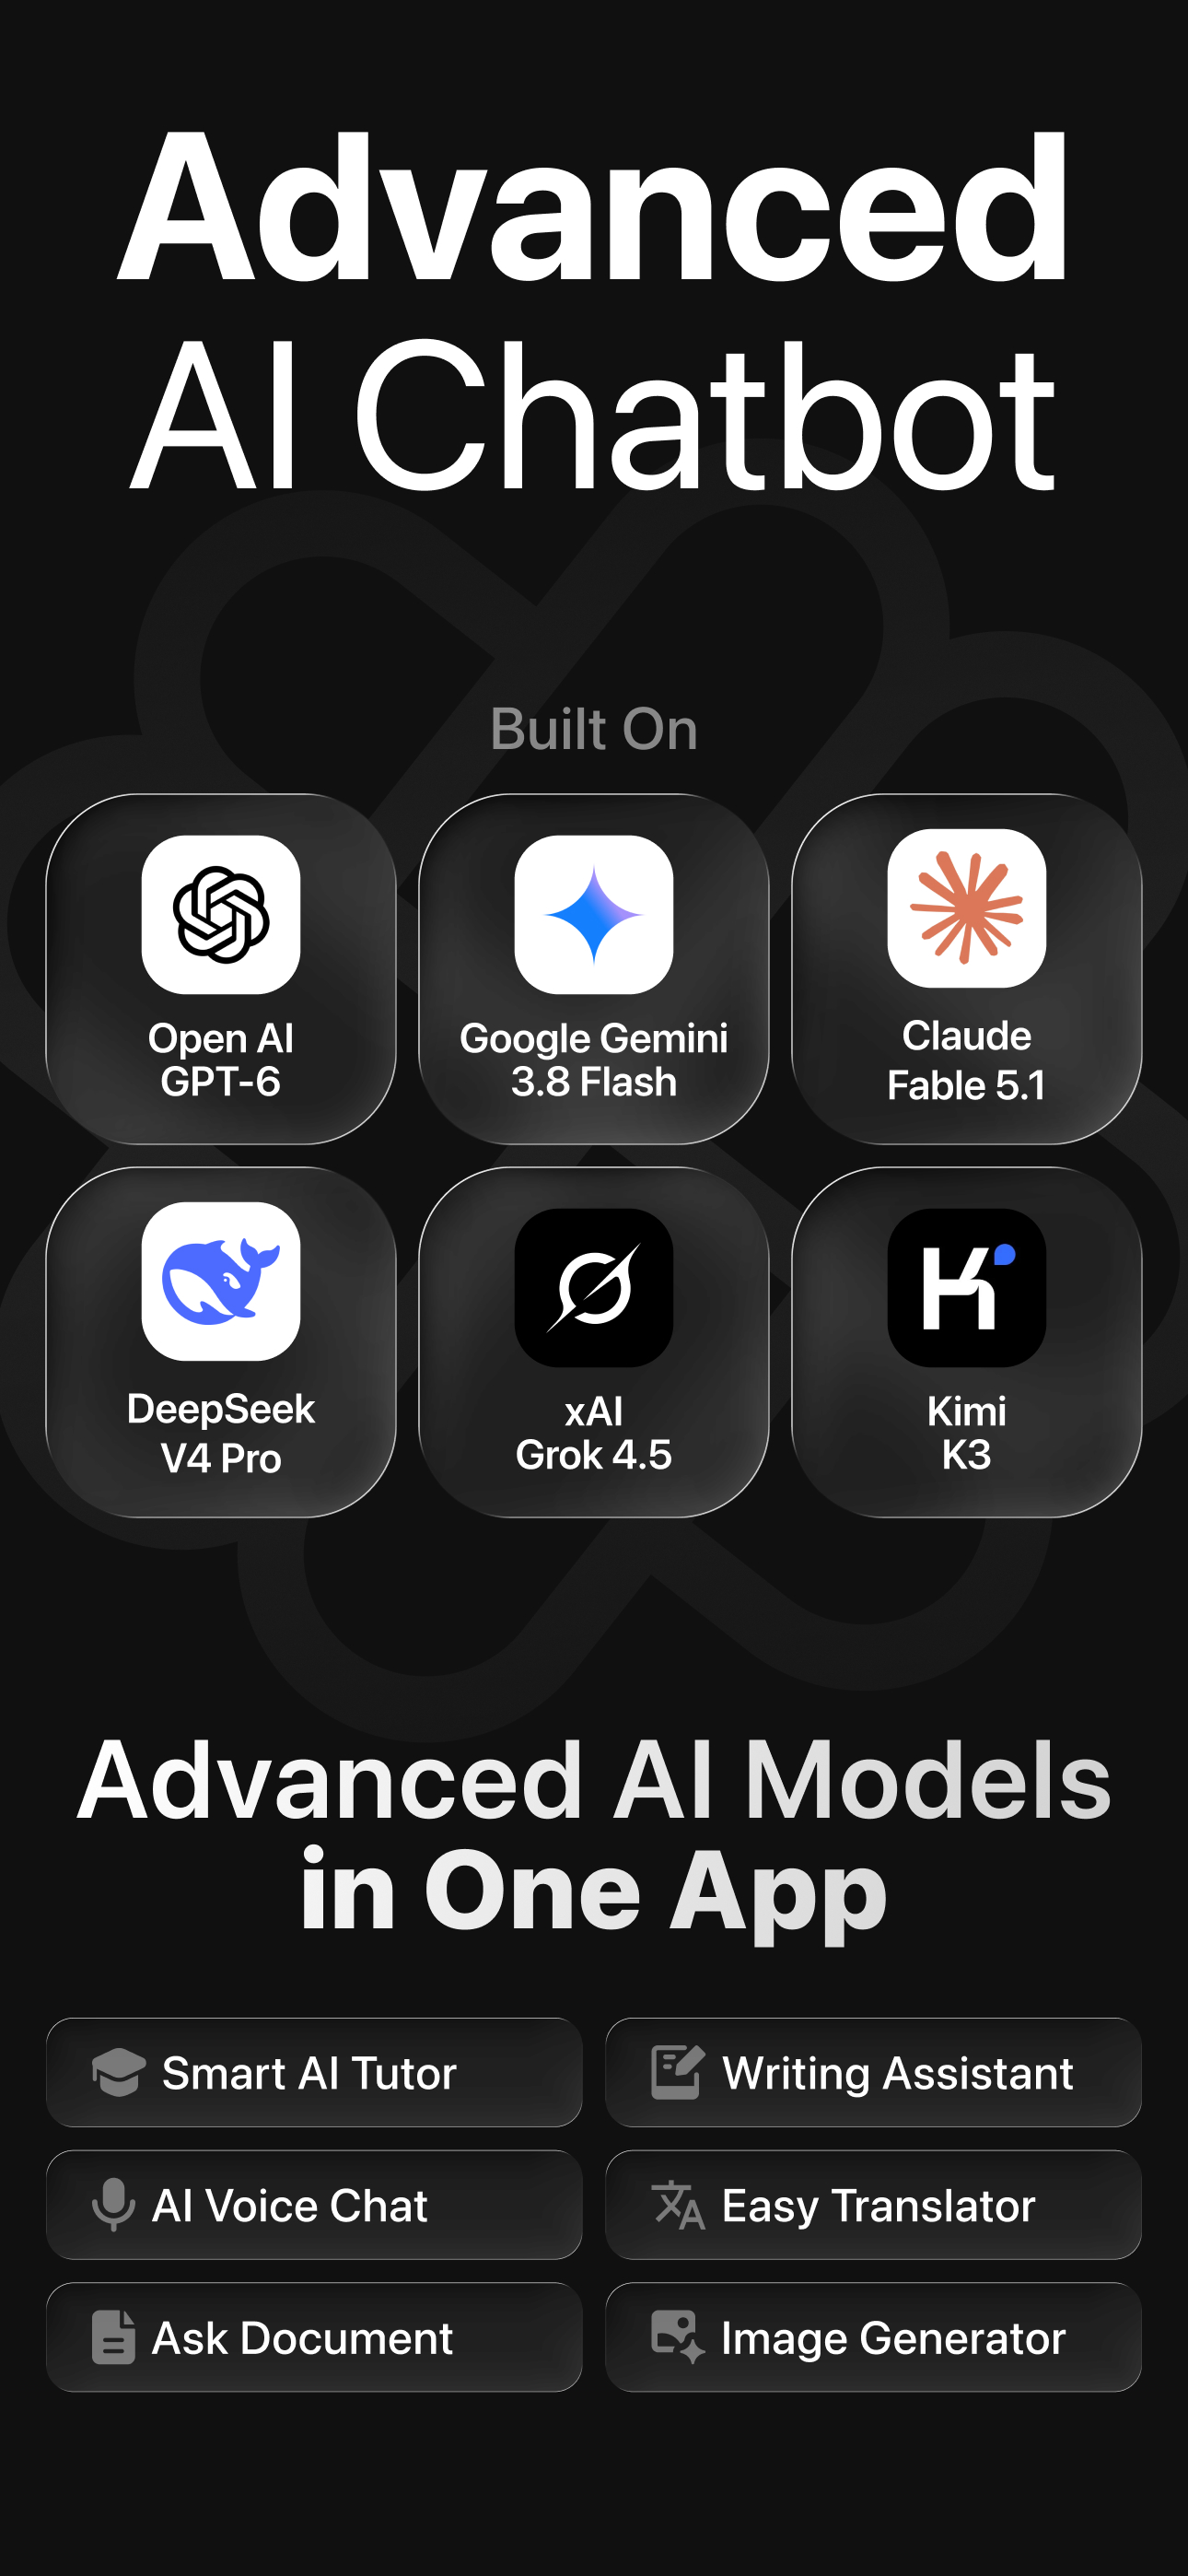 Advanced
AI Chatbot
Built On
Open AI
GPT-6
Google Gemini
3.8 Flash
Claude
Fable 5.1
DeepSeek
V4 Pro
xAI
Grok 4.5
Kimi
K3
Advanced AI Models
in One App
Smart AI Tutor
Writing Assistant
AI Voice Chat
Easy Translator
Ask Document
Image Generator